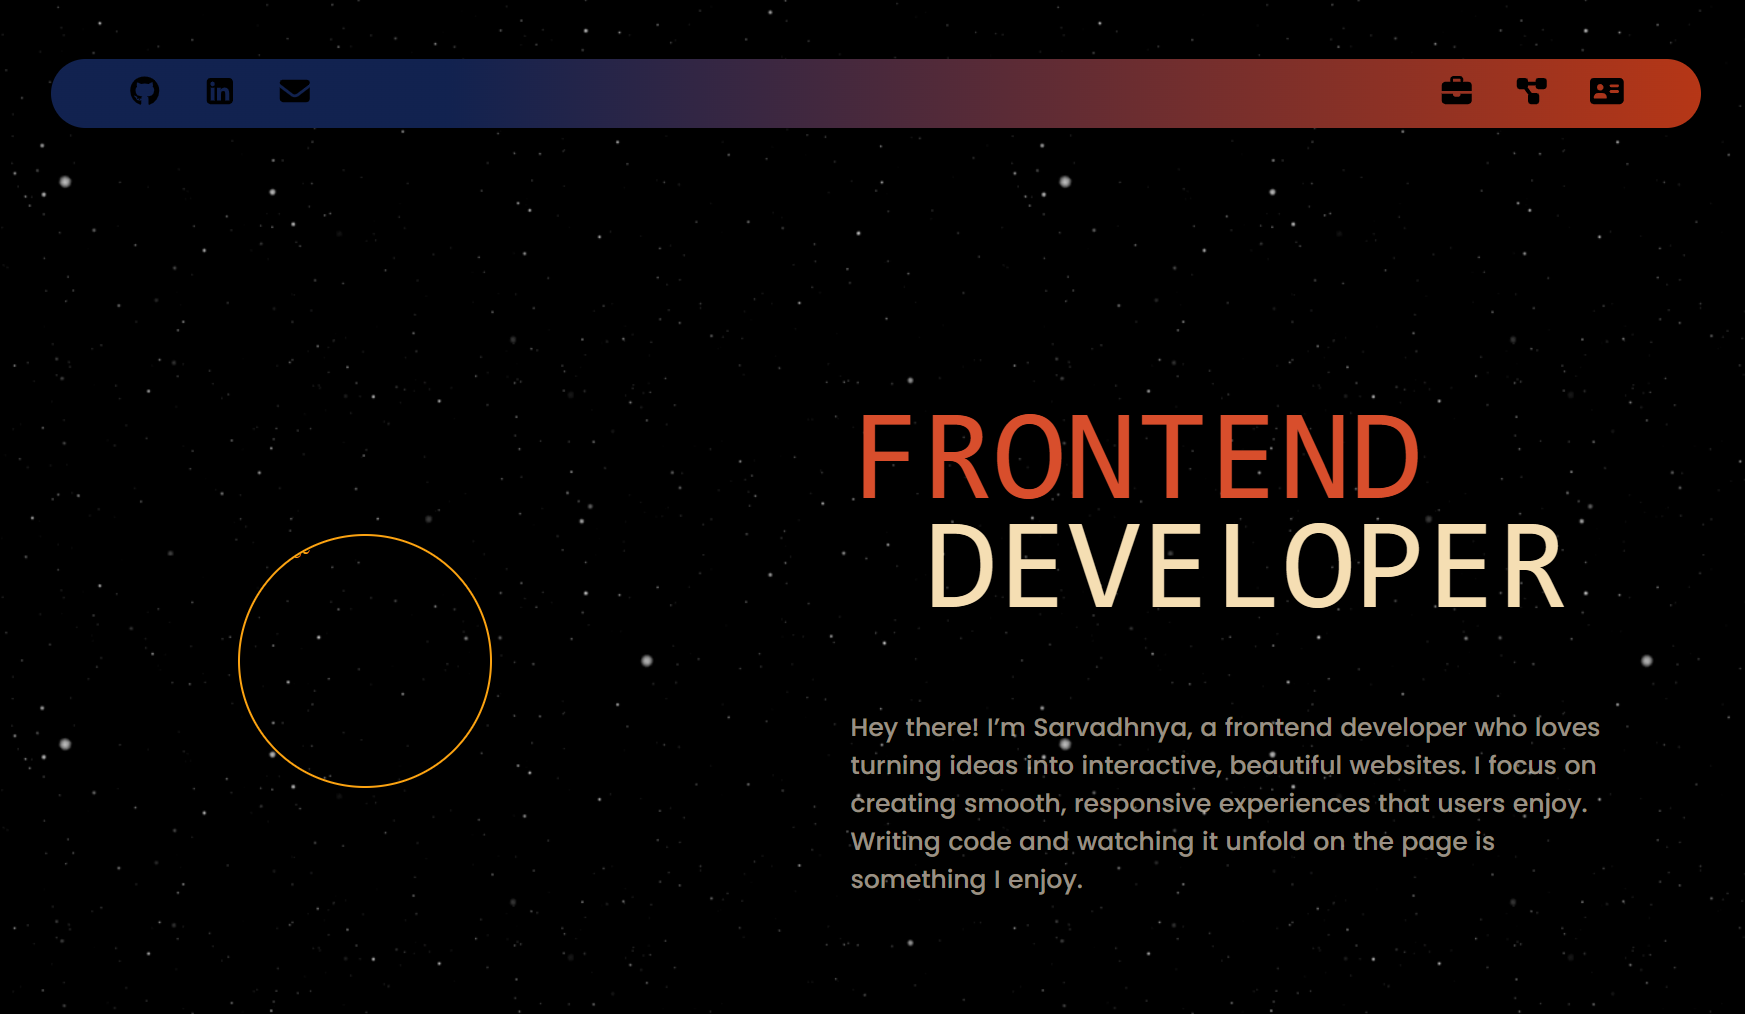 FRONTEND
DEVELOPER
Hey there! I’m Sarvadhnya, a frontend developer who loves
turning ideas into interactive, beautiful websites. I focus on
creating smooth, responsive experiences that users enjoy.
Writing code and watching it unfold on the page is
something I enjoy.